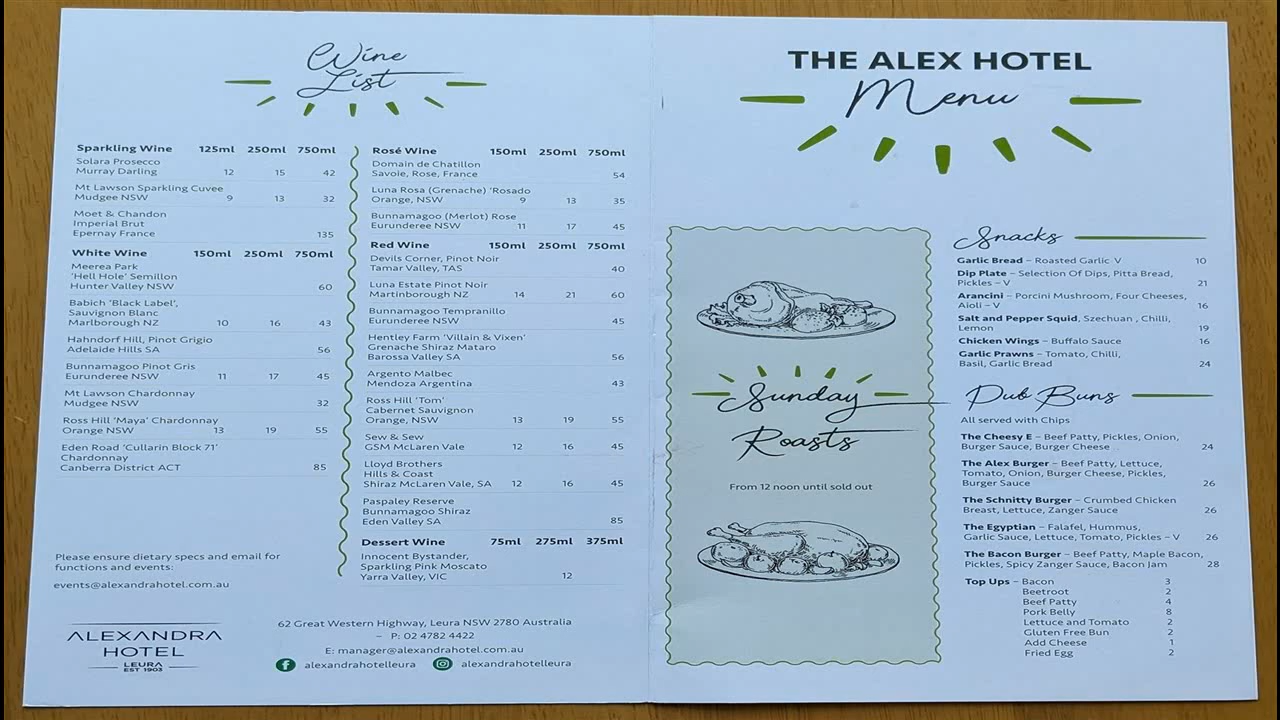 Wine
List
Sparkling Wine 125ml 250ml 750ml
Solara Prosecco
Murray Darling 12 15 42
Mt Lawson Sparkling Cuvee
Mudgee NSW 9 13 32
Moet & Chandon
Imperial Brut
Epernay France 135
White Wine 150ml 250ml 750ml
Meerea Park
'Hell Hole' Semillon
Hunter Valley NSW 60
Babich 'Black Label',
Sauvignon Blanc
Marlborough NZ 10 16 43
Hahndorf Hill, Pinot Grigio
Adelaide Hills SA 56
Bunnamagoo Pinot Gris
Eurunderee NSW 11 17 45
Mt Lawson Chardonnay
Mudgee NSW 32
Ross Hill 'Maya' Chardonnay
Orange NSW 13 19 55
Eden Road 'Cullarin Block 71'
Chardonnay
Canberra District ACT 85
Please ensure dietary specs and email for
functions and events:
events@alexandrahotel.com.au
Rosé Wine 150ml 250ml 750ml
Domain de Chatillon
Savoie, Rose, France 54
Luna Rosa (Grenache) 'Rosado
Orange, NSW 9 13 35
Bunnamagoo (Merlot) Rose
Eurunderee NSW 11 17 45
Red Wine 150ml 250ml 750ml
Devils Corner, Pinot Noir
Tamar Valley, TAS 40
Luna Estate Pinot Noir
Martinborough NZ 14 21 60
Bunnamagoo Tempranillo
Eurunderee NSW 45
Hentley Farm 'Villain & Vixen'
Grenache Shiraz Mataro
Barossa Valley SA 56
Argento Malbec
Mendoza Argentina 43
Ross Hill 'Tom'
Cabernet Sauvignon
Orange, NSW 13 19 55
Sew & Sew
GSM McLaren Vale 12 16 45
Lloyd Brothers
Hills & Coast
Shiraz McLaren Vale, SA 12 16 45
Paspaley Reserve
Bunnamagoo Shiraz
Eden Valley SA 85
Dessert Wine 75ml 275ml 375ml
Innocent Bystander,
Sparkling Pink Moscato
Yarra Valley, VIC 12
ALEXANDRA
HOTEL
LEURA
EST 1903
62 Great Western Highway, Leura NSW 2780 Australia
– P: 02 4782 4422
E: manager@alexandrahotel.com.au
alexandrahotelleura alexandrahotelleura
THE ALEX HOTEL
Menu
Sunday
Roasts
From 12 noon until sold out
Snacks
Garlic Bread – Roasted Garlic V 10
Dip Plate – Selection Of Dips, Pitta Bread,
Pickles – V 21
Arancini – Porcini Mushroom, Four Cheeses,
Aioli – V 16
Salt and Pepper Squid, Szechuan , Chilli,
Lemon 19
Chicken Wings – Buffalo Sauce 16
Garlic Prawns – Tomato, Chilli,
Basil, Garlic Bread 24
Pub Buns
All served with Chips
The Cheesy E – Beef Patty, Pickles, Onion,
Burger Sauce, Burger Cheese 24
The Alex Burger – Beef Patty, Lettuce,
Tomato, Onion, Burger Cheese, Pickles,
Burger Sauce 26
The Schnitty Burger – Crumbed Chicken
Breast, Lettuce, Zanger Sauce 26
The Egyptian – Falafel, Hummus,
Garlic Sauce, Lettuce, Tomato, Pickles – V 26
The Bacon Burger – Beef Patty, Maple Bacon,
Pickles, Spicy Zanger Sauce, Bacon Jam 28
Top Ups – Bacon 3
Beetroot 2
Beef Patty 4
Pork Belly 8
Lettuce and Tomato 2
Gluten Free Bun 2
Add Cheese 1
Fried Egg 2